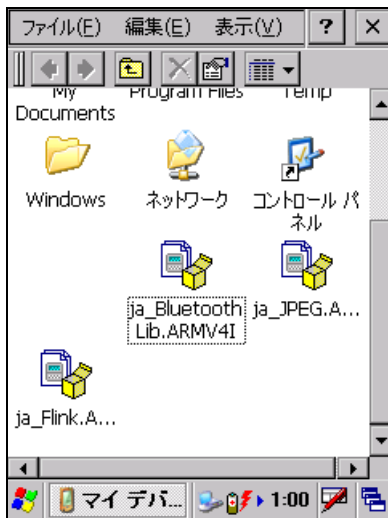 ファイル(F) 編集(E) 表示(V) ? ×
My Documents
Program Files
Temp
Windows
ネットワーク
コントロール パ
ネル
ja_Bluetooth
Lib.ARMV4I
ja_JPEG.A...
ja_Flink.A...
マイ デバ... 1:00